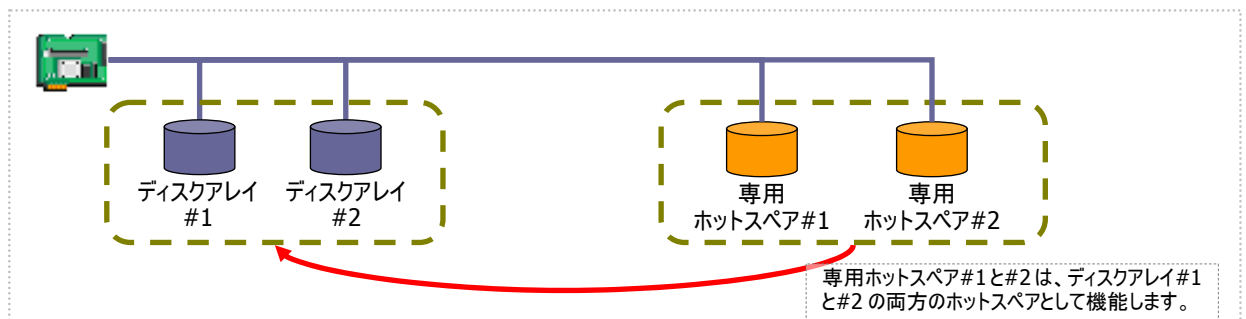 ディスクアレイ
#1
ディスクアレイ
#2
専用
ホットスペア#1
専用
ホットスペア#2
専用ホットスペア#1と#2は、ディスクアレイ#1
と#2 の両方のホットスペアとして機能します。